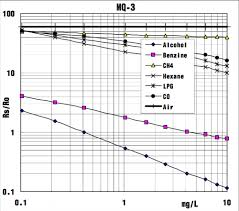 MQ-3
100
10
1
0.1
Rs/Ro
Alcohol
Benzine
CH4
Hexane
LPG
CO
Air
0.1
1
10
mg/L